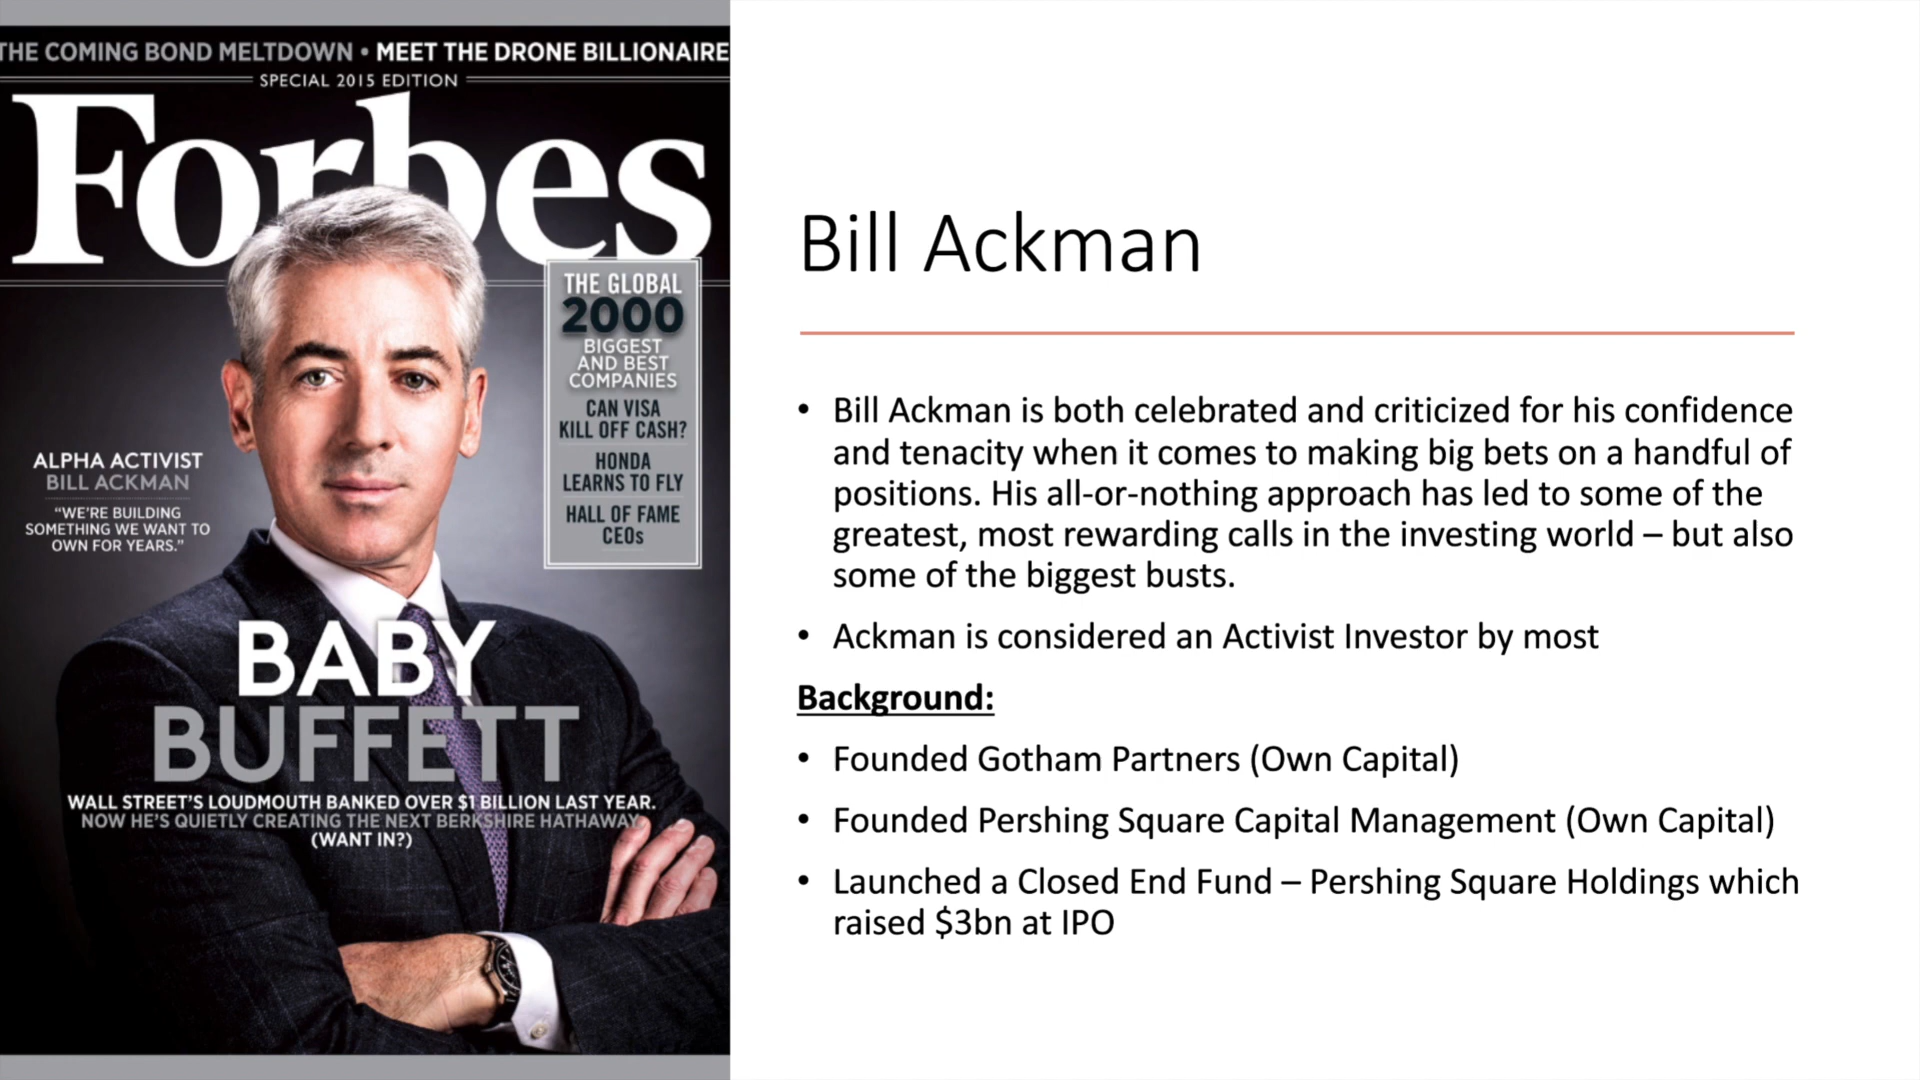 THE COMING BOND MELTDOWN • MEET THE DRONE BILLIONAIRE
SPECIAL 2015 EDITION
Forbes
THE GLOBAL
2000
BIGGEST
AND BEST
COMPANIES
CAN VISA
KILL OFF CASH?
HONDA
LEARNS TO FLY
HALL OF FAME
CEOs
ALPHA ACTIVIST
BILL ACKMAN
“WE’RE BUILDING
SOMETHING WE WANT TO
OWN FOR YEARS.”
BABY
BUFFETT
WALL STREET’S LOUDMOUTH BANKED OVER $1 BILLION LAST YEAR.
NOW HE’S QUIETLY CREATING THE NEXT BERKSHIRE HATHAWAY.
(WANT IN?)
Bill Ackman
• Bill Ackman is both celebrated and criticized for his confidence
and tenacity when it comes to making big bets on a handful of
positions. His all-or-nothing approach has led to some of the
greatest, most rewarding calls in the investing world – but also
some of the biggest busts.
• Ackman is considered an Activist Investor by most
Background:
• Founded Gotham Partners (Own Capital)
• Founded Pershing Square Capital Management (Own Capital)
• Launched a Closed End Fund – Pershing Square Holdings which
raised $3bn at IPO